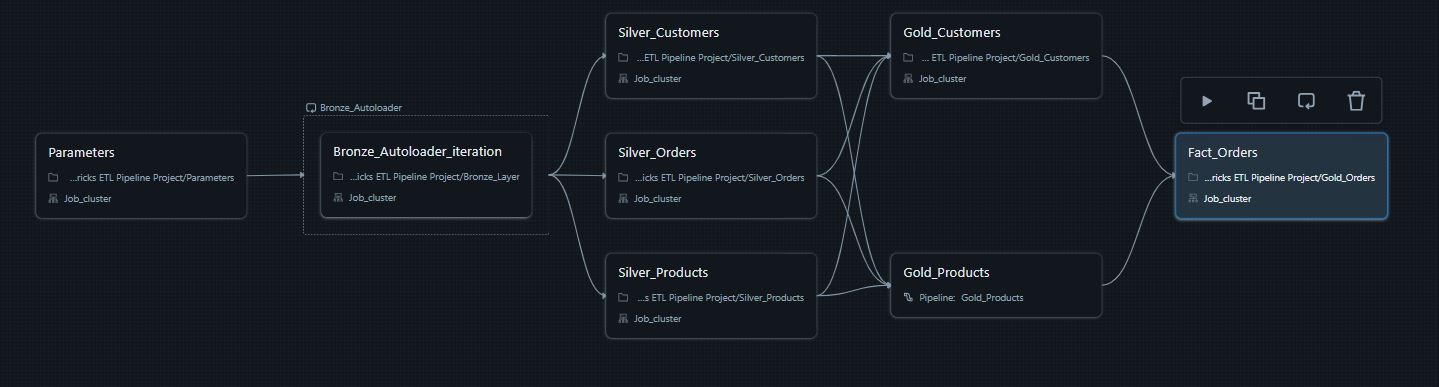 Parameters
...ricks ETL Pipeline Project/Parameters
Job_cluster
Bronze_Autoloader
Bronze_Autoloader_iteration
...icks ETL Pipeline Project/Bronze_Layer
Job_cluster
Silver_Customers
...ETL Pipeline Project/Silver_Customers
Job_cluster
Silver_Orders
...icks ETL Pipeline Project/Silver_Orders
Job_cluster
Silver_Products
...s ETL Pipeline Project/Silver_Products
Job_cluster
Gold_Customers
... ETL Pipeline Project/Gold_Customers
Job_cluster
Gold_Products
Pipeline: Gold_Products
Fact_Orders
...ricks ETL Pipeline Project/Gold_Orders
Job_cluster